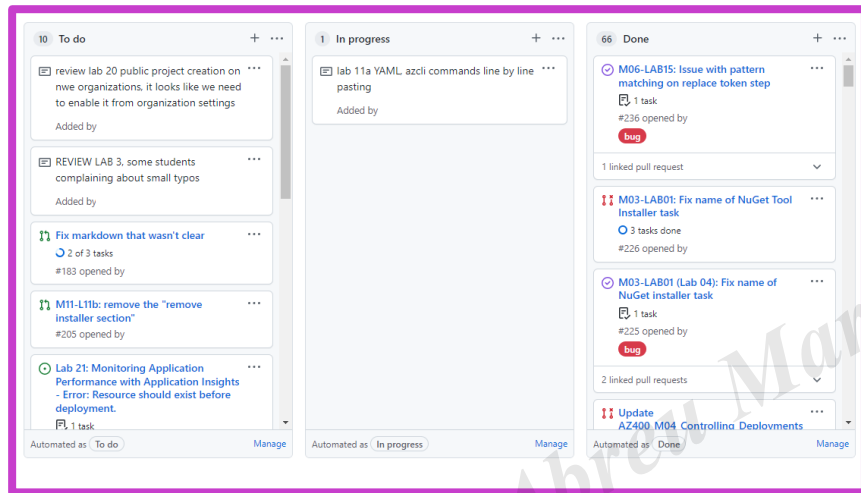 10 To do
review lab 20 public project creation on
nwe organizations, it looks like we need
to enable it from organization settings
Added by
REVIEW LAB 3. some students
complaining about small typos
Added by
Fix markdown that wasn't clear
2 of 3 tasks
#183 opened by
M11-L11b: remove the "remove
installer section"
#205 opened by
Lab 21: Monitoring Application
Performance with Application Insights
- Error: Resource should exist before
deployment.
1 task
Automated as To do Manage
1 In progress
lab 11a YAML. azcli commands line by line
pasting
Added by
Automated as In progress Manage
66 Done
M06-LAB15: Issue with pattern
matching on replace token step
1 task
#236 opened by
bug
1 linked pull request
M03-LAB01: Fix name of NuGet Tool
Installer task
3 tasks done
#226 opened by
M03-LAB01 (Lab 04): Fix name of
NuGet installer task
1 task
#225 opened by
bug
2 linked pull requests
Update
AZ400_M04_Controlling_Deployments
Automated as Done Manage
Abreu Mar